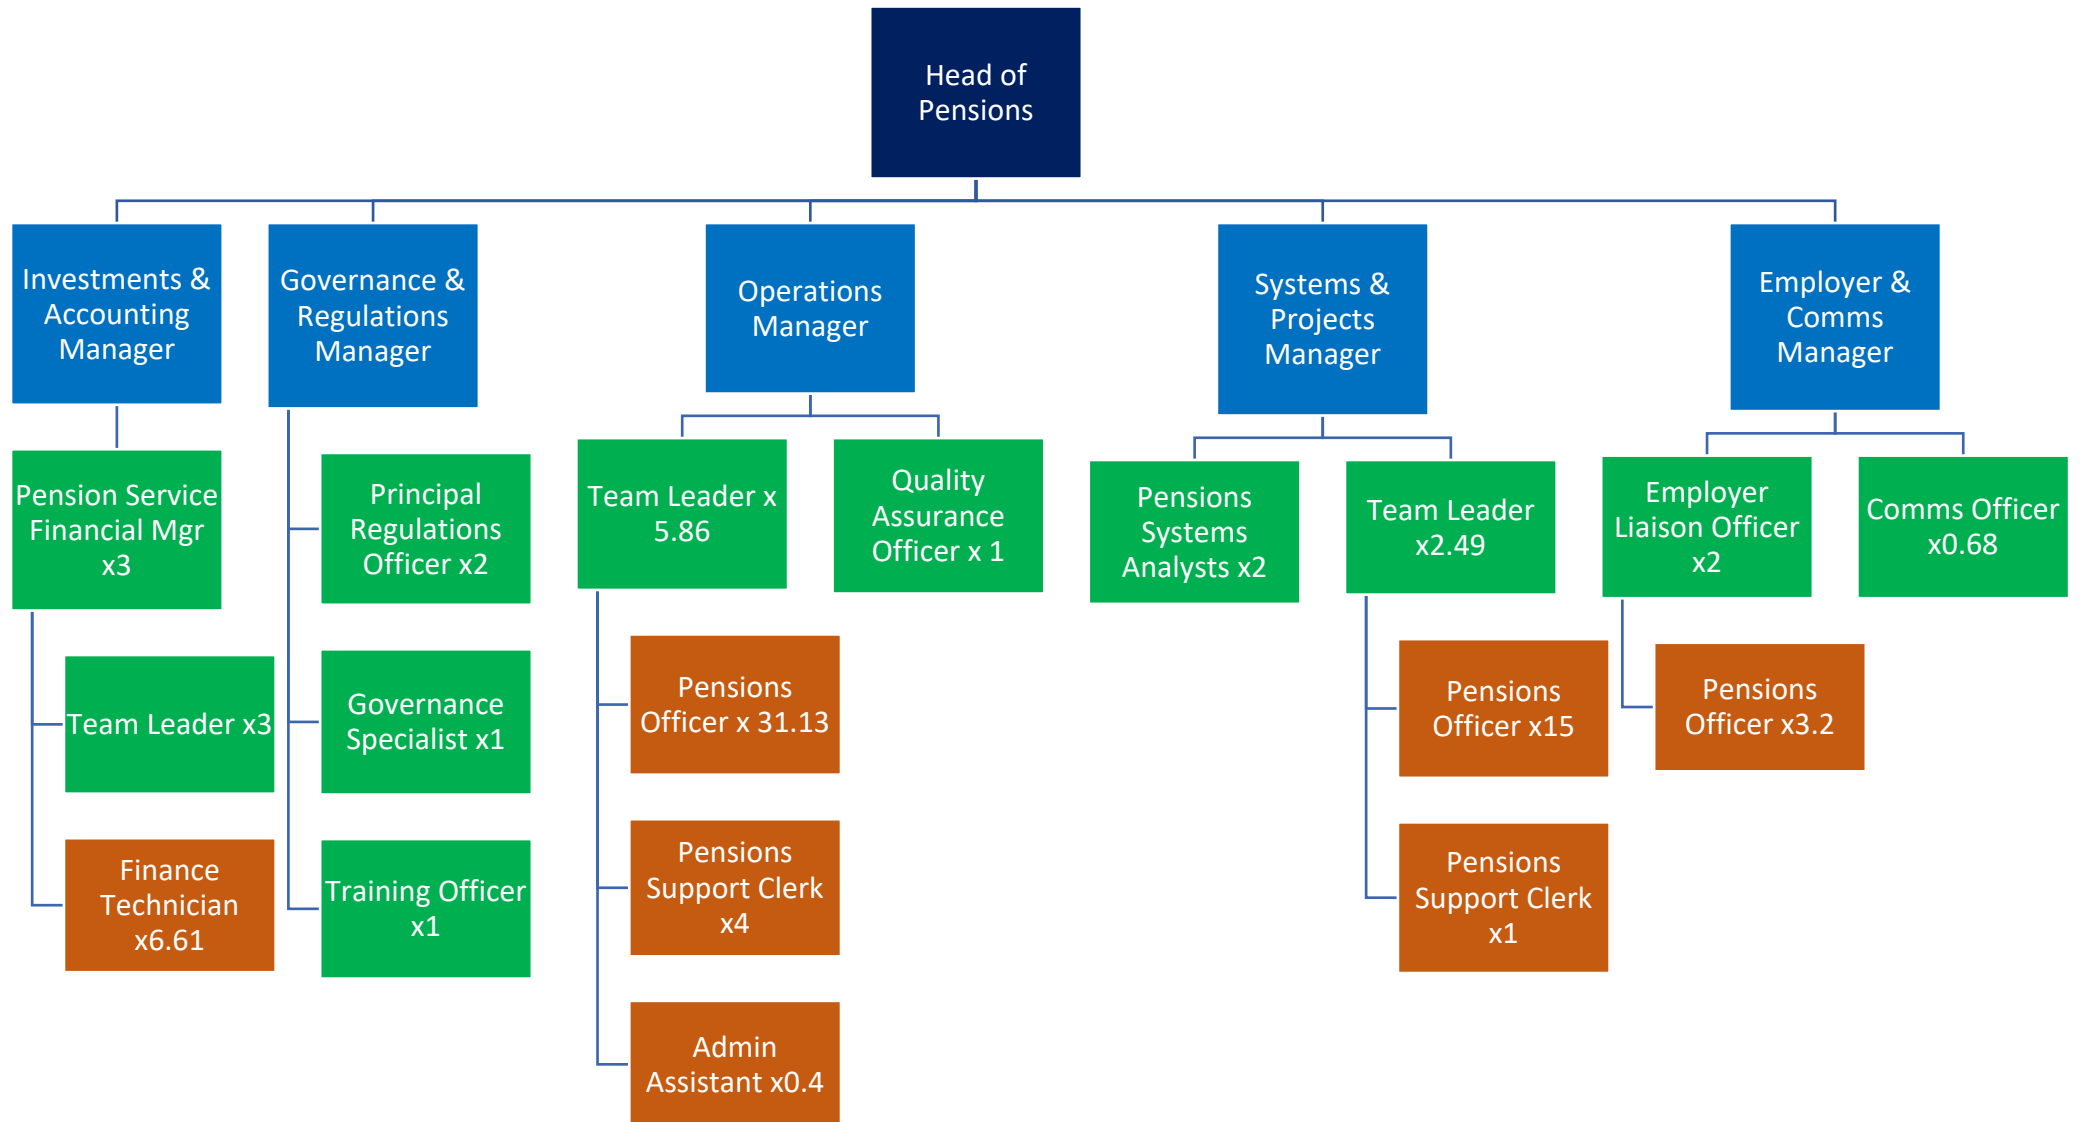 Head of
Pensions
Investments &
Accounting
Manager
Governance &
Regulations
Manager
Operations
Manager
Systems &
Projects
Manager
Employer &
Comms
Manager
Pension Service
Financial Mgr
x3
Team Leader x3
Finance
Technician
x6.61
Principal
Regulations
Officer x2
Governance
Specialist x1
Training Officer
x1
Team Leader x
5.86
Quality
Assurance
Officer x 1
Pensions
Officer x 31.13
Pensions
Support Clerk
x4
Admin
Assistant x0.4
Pensions
Systems
Analysts x2
Team Leader
x2.49
Pensions
Officer x15
Pensions
Support Clerk
x1
Employer
Liaison Officer
x2
Comms Officer
x0.68
Pensions
Officer x3.2